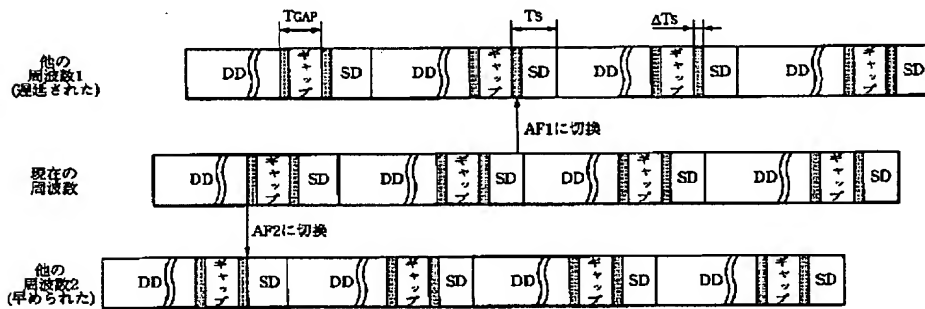 TGAP
TS
ΔTS
他の
周波数1
(遅延された)
DD ギャップ SD DD ギャップ SD DD ギャップ SD DD ギャップ SD
AF1に切換
現在の
周波数
DD ギャップ SD DD ギャップ SD DD ギャップ SD DD ギャップ SD
AF2に切換
他の
周波数2
(早められた)
DD ギャップ SD DD ギャップ SD DD ギャップ SD DD ギャップ SD